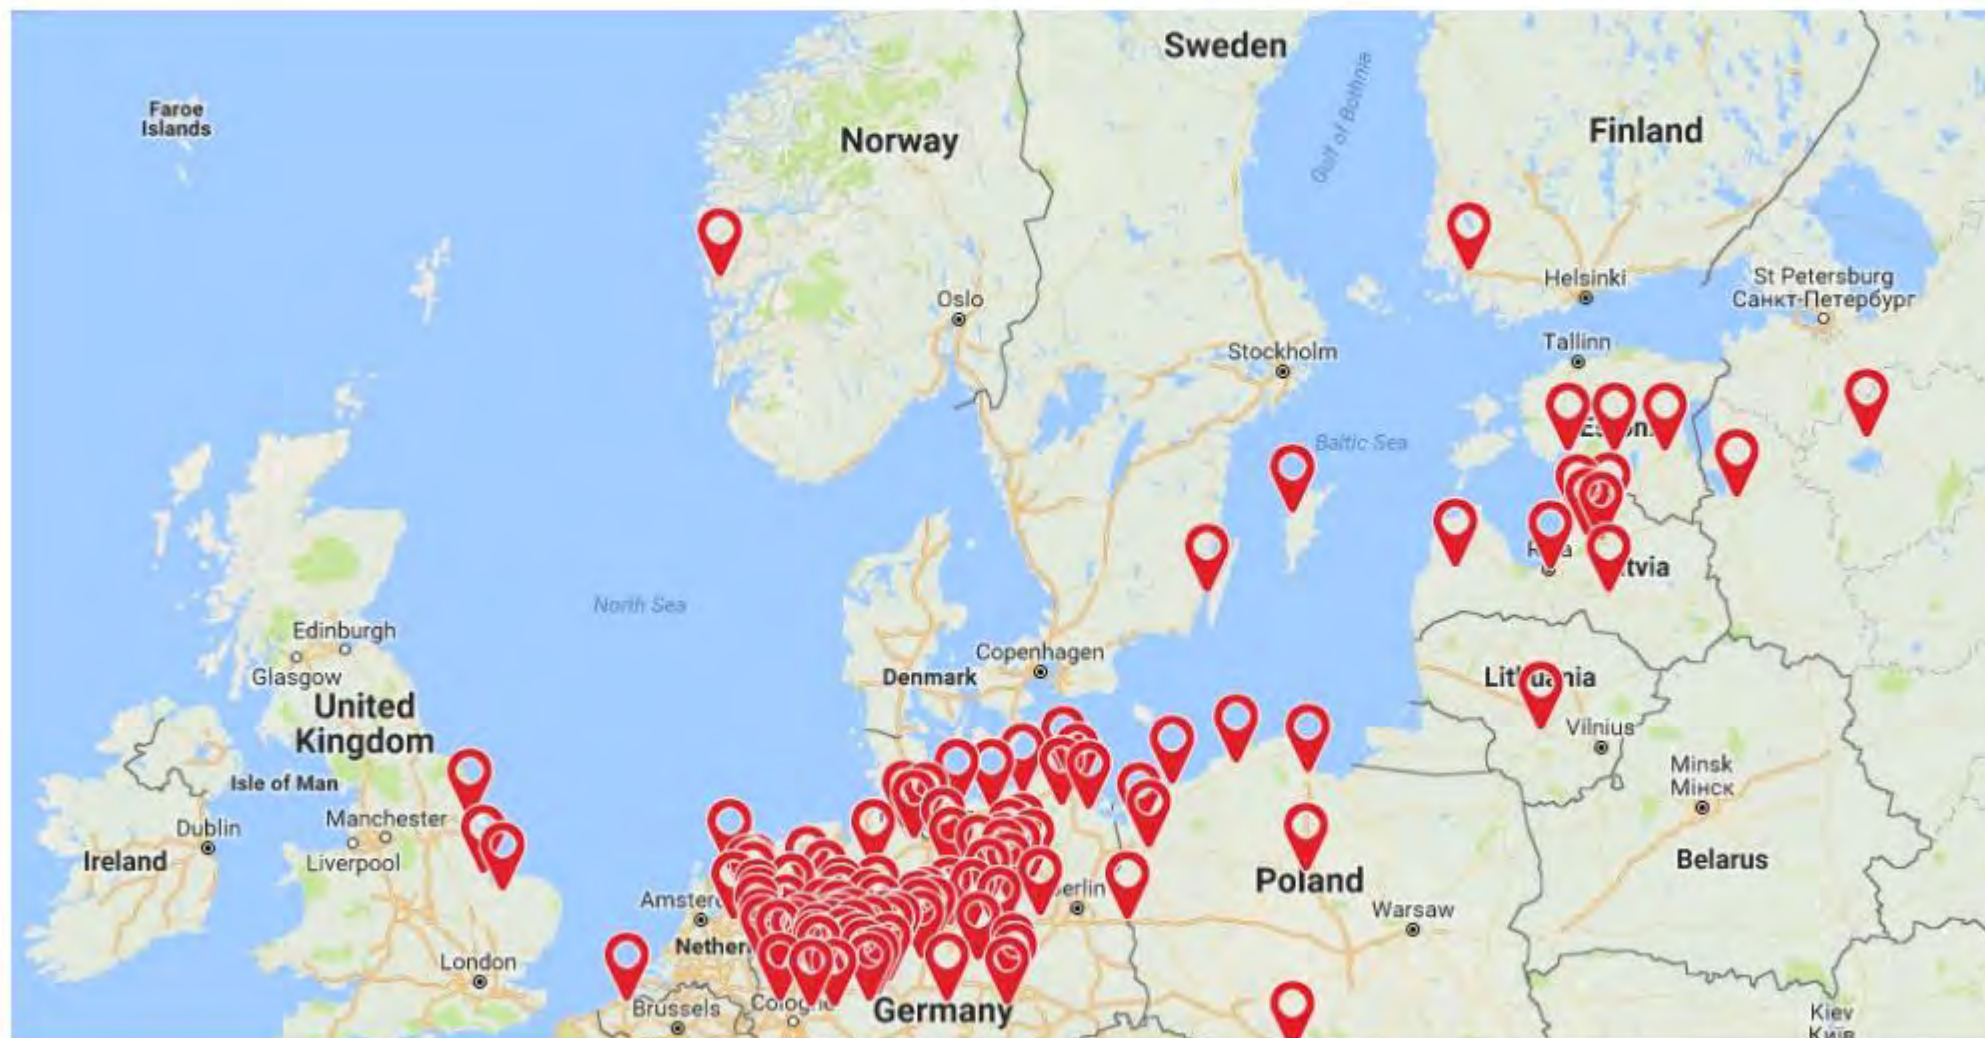 Sweden
Faroe
Islands
Norway
Gulf of Bothnia
Finland
Helsinki
St Petersburg
Санкт-Петербург
Oslo
Tallinn
Stockholm
Baltic Sea
North Sea
Edinburgh
Glasgow
United
Kingdom
Copenhagen
Denmark
Vilnius
Isle of Man
Minsk
Мінск
Manchester
Dublin
Liverpool
Ireland
Belarus
Poland
Warsaw
London
Brussels
Germany
Kiev